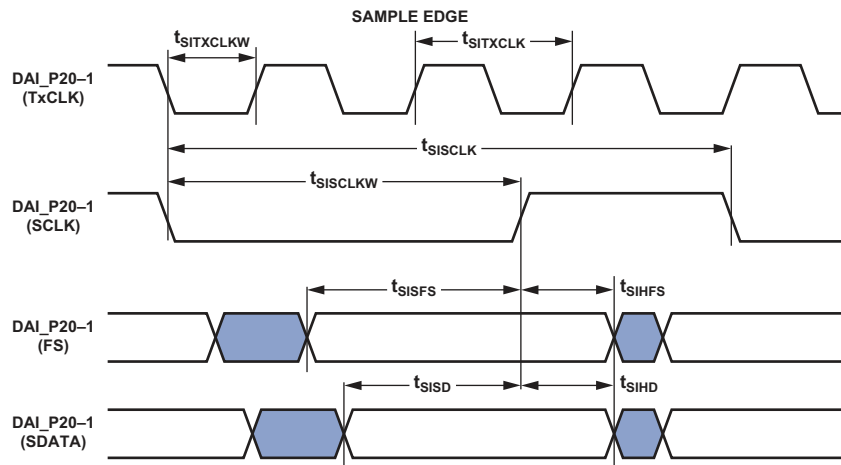 SAMPLE EDGE
tSITXCLKW
tSITXCLK
DAI_P20–1
(TxCLK)
tSISCLK
tSISCLKW
DAI_P20–1
(SCLK)
tSISFS
tSIHFS
DAI_P20–1
(FS)
tSISD
tSIHD
DAI_P20–1
(SDATA)